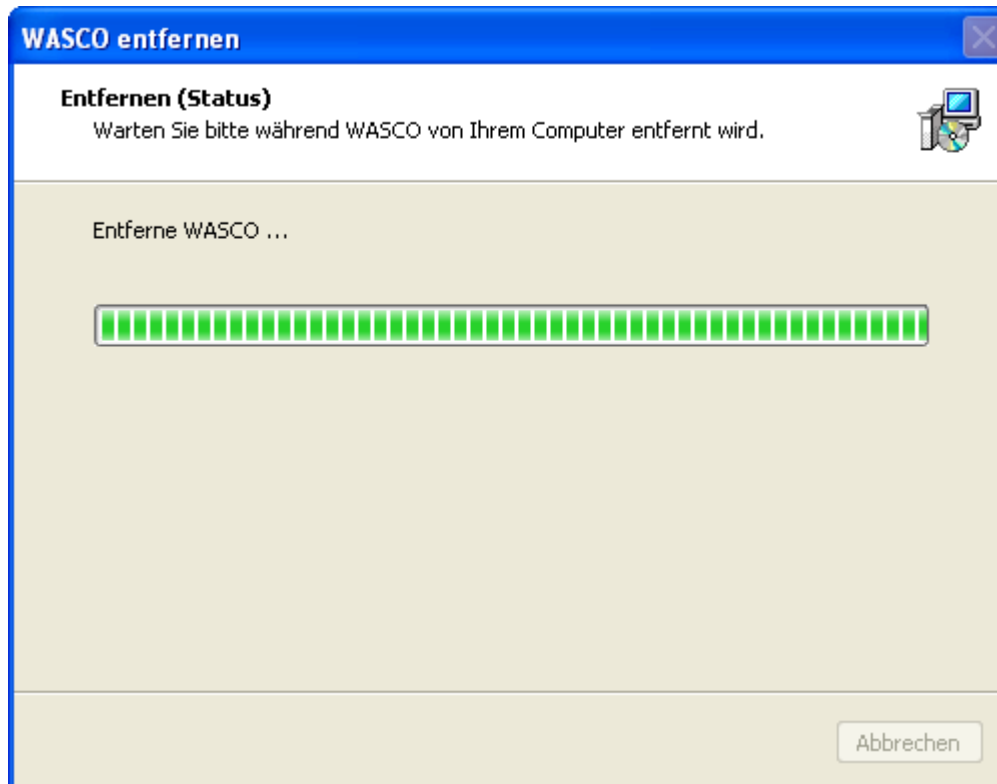 WASCO entfernen
Entfernen (Status)
Warten Sie bitte während WASCO von Ihrem Computer entfernt wird.
Entferne WASCO ...
Abbrechen